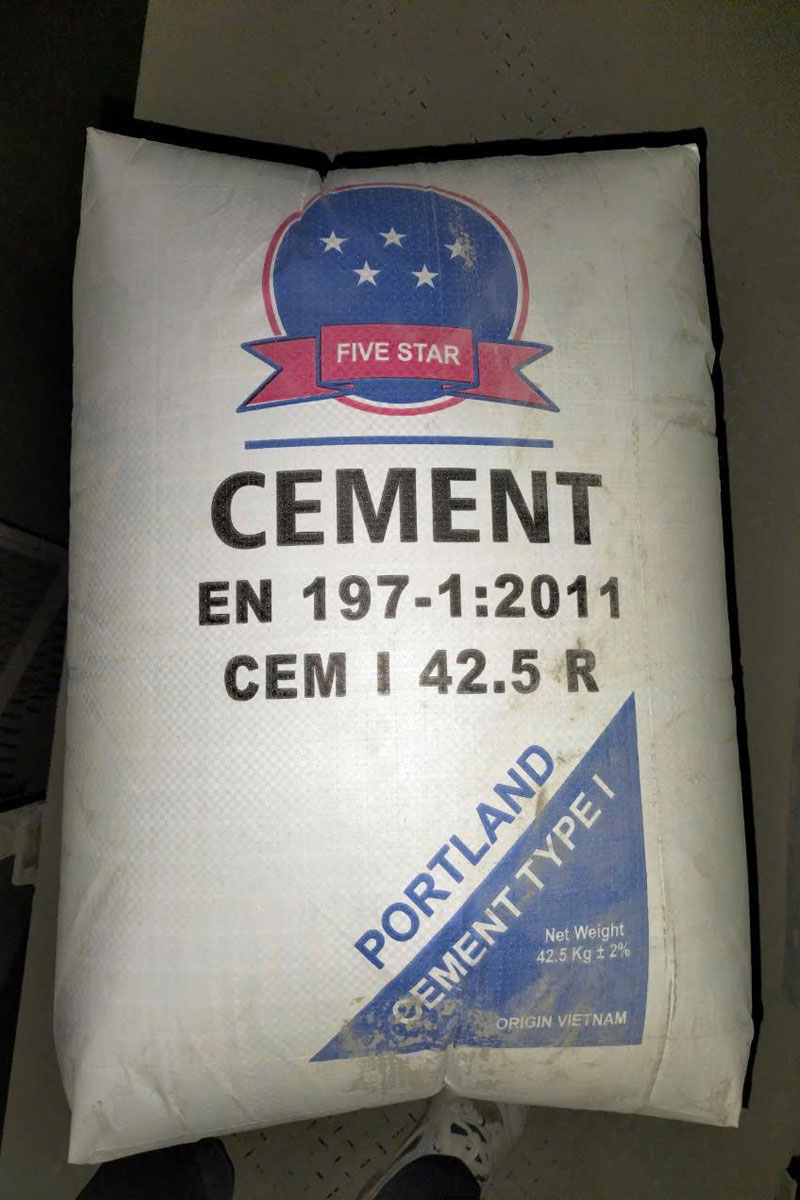 FIVE STAR
CEMENT
EN 197-1:2011
CEM I 42.5 R
PORTLAND
CEMENT TYPE I
Net Weight
42.5 Kg ± 2%
ORIGIN VIETNAM